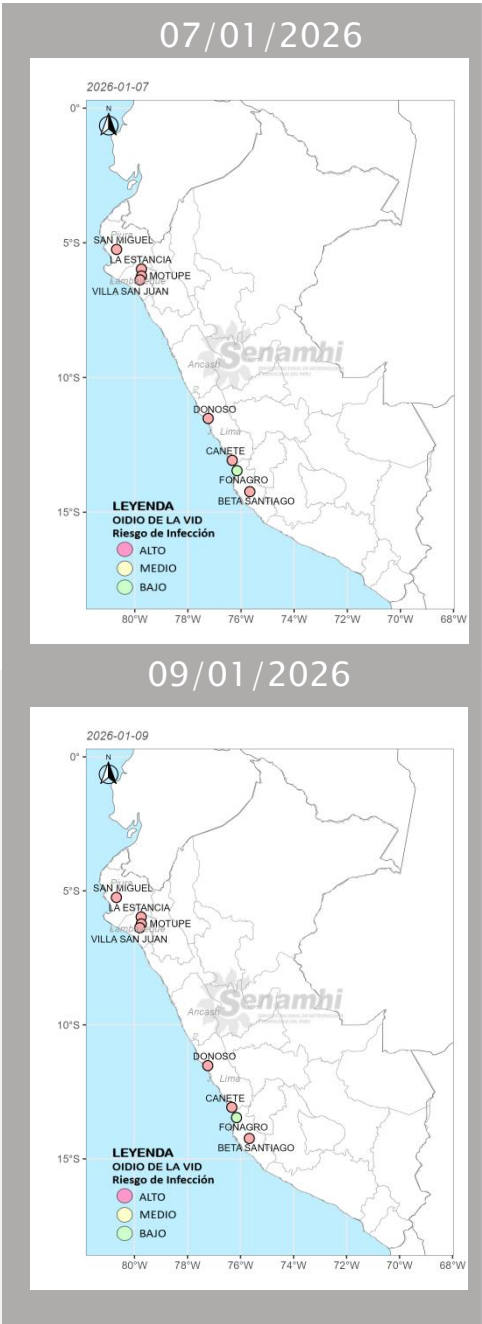 07/01/2026
2026-01-07
N
0°
Piura
SAN MIGUEL
5°S
LA ESTANCIA
MOTUPE
VILLA SAN JUAN
Senamhi
Ancash
10°S
DONOSO
Lima
CANETE
FONAGRO
BETA SANTIAGO
LEYENDA
OIDIO DE LA VID
Riesgo de Infección
15°S
ALTO
MEDIO
BAJO
80°W 78°W 76°W 74°W 72°W 70°W 68°W
09/01/2026
2026-01-09
N
0°
Piura
SAN MIGUEL
5°S
LA ESTANCIA
MOTUPE
VILLA SAN JUAN
Senamhi
Ancash
10°S
DONOSO
Lima
CANETE
FONAGRO
BETA SANTIAGO
LEYENDA
15°S
OIDIO DE LA VID
Riesgo de Infección
ALTO
MEDIO
BAJO
80°W 78°W 76°W 74°W 72°W 70°W 68°W